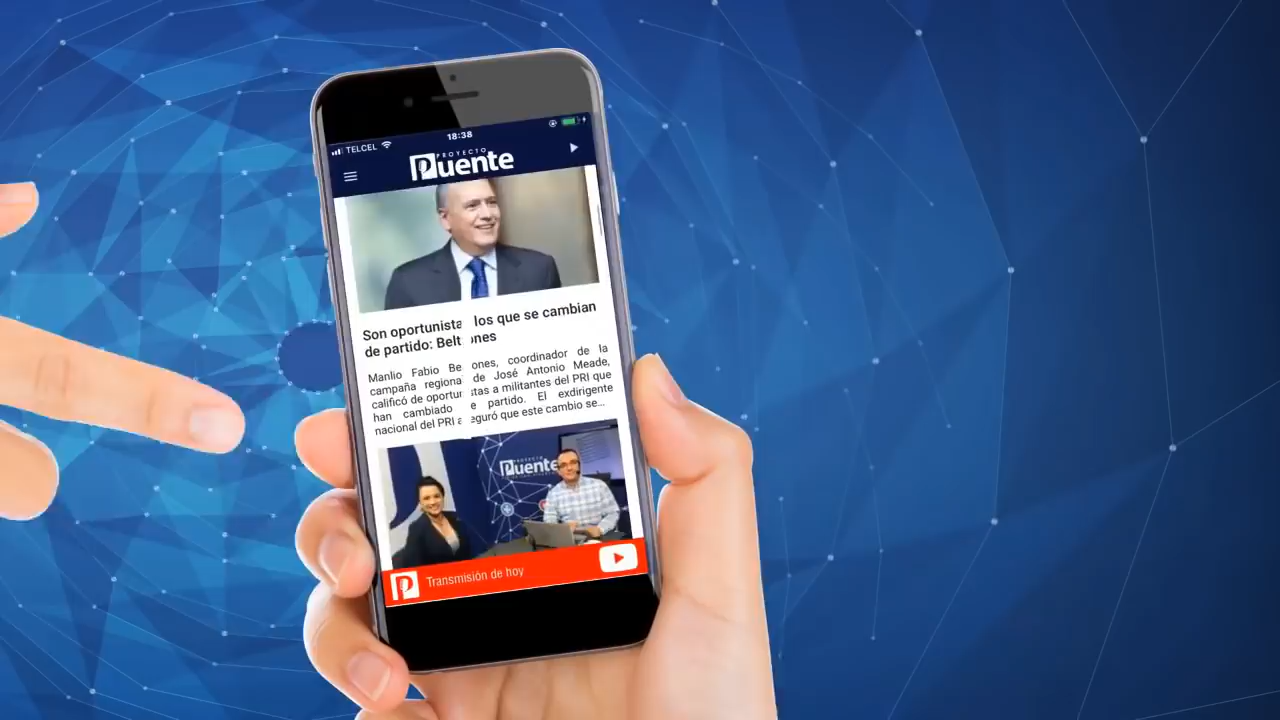 TELCEL
18:38
PROYECTO
Puente
Son oportunista los que se cambian
de partido: Belt ones
Manlio Fabio Be ones, coordinador de la
campaña regiona de José Antonio Meade,
calificó de oportur stas a militantes del PRI que
han cambiado e partido. El exdirigente
nacional del PRI a eguró que este cambio se...
PROYECTO
Puente
Transmisión de hoy